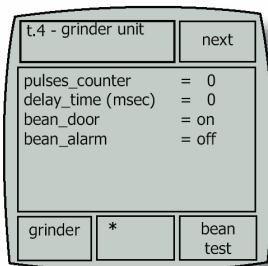 t.4 - grinder unit
next
pulses_counter = 0
delay_time (msec) = 0
bean_door = on
bean_alarm = off
grinder
*
bean
test